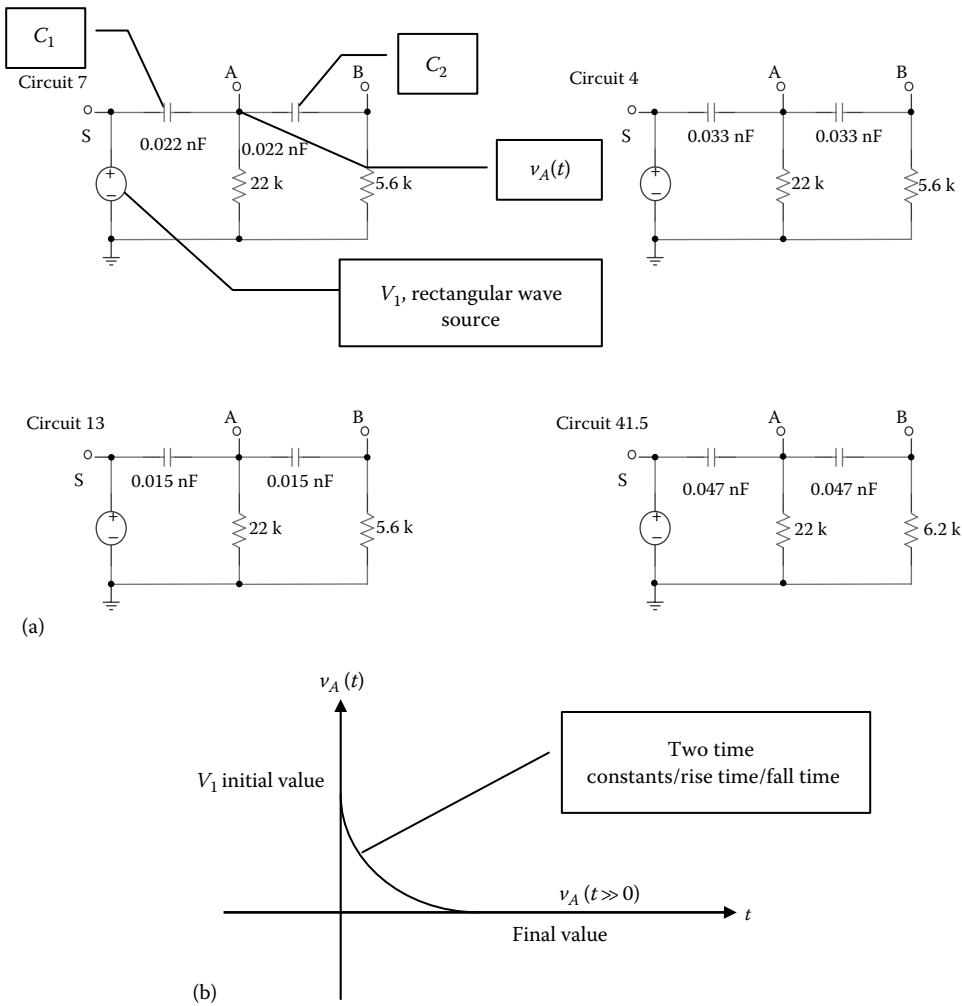 C1
Circuit 7
A
B
C2
S
0.022 nF
0.022 nF
22 k
5.6 k
+
−
vA(t)
V1, rectangular wave
source
Circuit 4
A
B
S
0.033 nF
0.033 nF
22 k
5.6 k
+
−
Circuit 13
A
B
S
0.015 nF
0.015 nF
22 k
5.6 k
+
−
Circuit 41.5
A
B
S
0.047 nF
0.047 nF
22 k
6.2 k
+
−
(a)
vA (t)
V1 initial value
Two time
constants/rise time/fall time
vA (t ≫ 0)
t
Final value
(b)